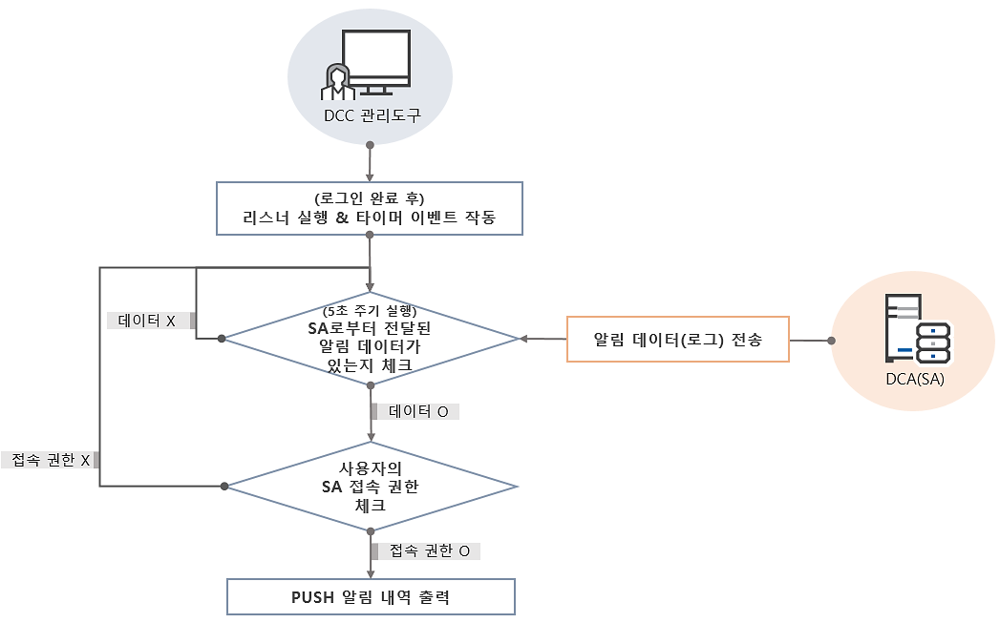 DCC 관리도구
(로그인 완료 후)
리스너 실행 & 타이머 이벤트 작동
데이터 X
(5초 주기 실행)
SA로부터 전달된
알림 데이터가
있는지 체크
알림 데이터(로그) 전송
DCA(SA)
데이터 O
접속 권한 X
사용자의
SA 접속 권한
체크
접속 권한 O
PUSH 알림 내역 출력